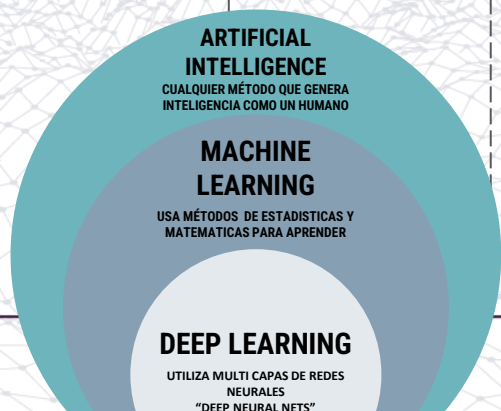 ARTIFICIAL
INTELLIGENCE
CUALQUIER MÉTODO QUE GENERA
INTELIGENCIA COMO UN HUMANO
MACHINE
LEARNING
USA MÉTODOS DE ESTADISTICAS Y
MATEMATICAS PARA APRENDER
DEEP LEARNING
UTILIZA MULTI CAPAS DE REDES
NEURALES
“DEEP NEURAL NETS”